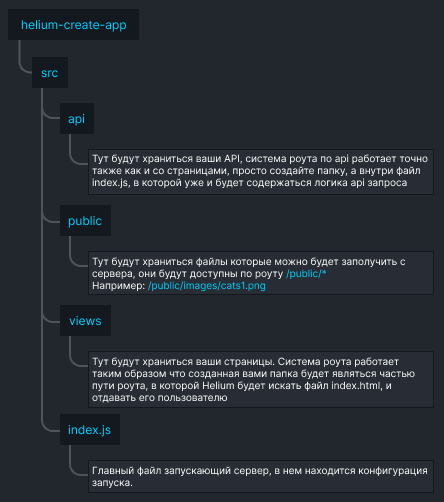 helium-create-app
src
api
Тут будут храниться ваши API, система роута по api работает точно
также как и со страницами, просто создайте папку, а внутри файл
index.js, в которой уже и будет содержаться логика api запроса
public
Тут будут храниться файлы которые можно будет заполучить с
сервера, они будут доступны по роуту /public/*
Например: /public/images/cats1.png
views
Тут будут храниться ваши страницы. Система роута работает
таким образом что созданная вами папка будет являться частью
пути роута, в которой Helium будет искать файл index.html, и
отдавать его пользователю
index.js
Главный файл запускающий сервер, в нем находится конфигурация
запуска.